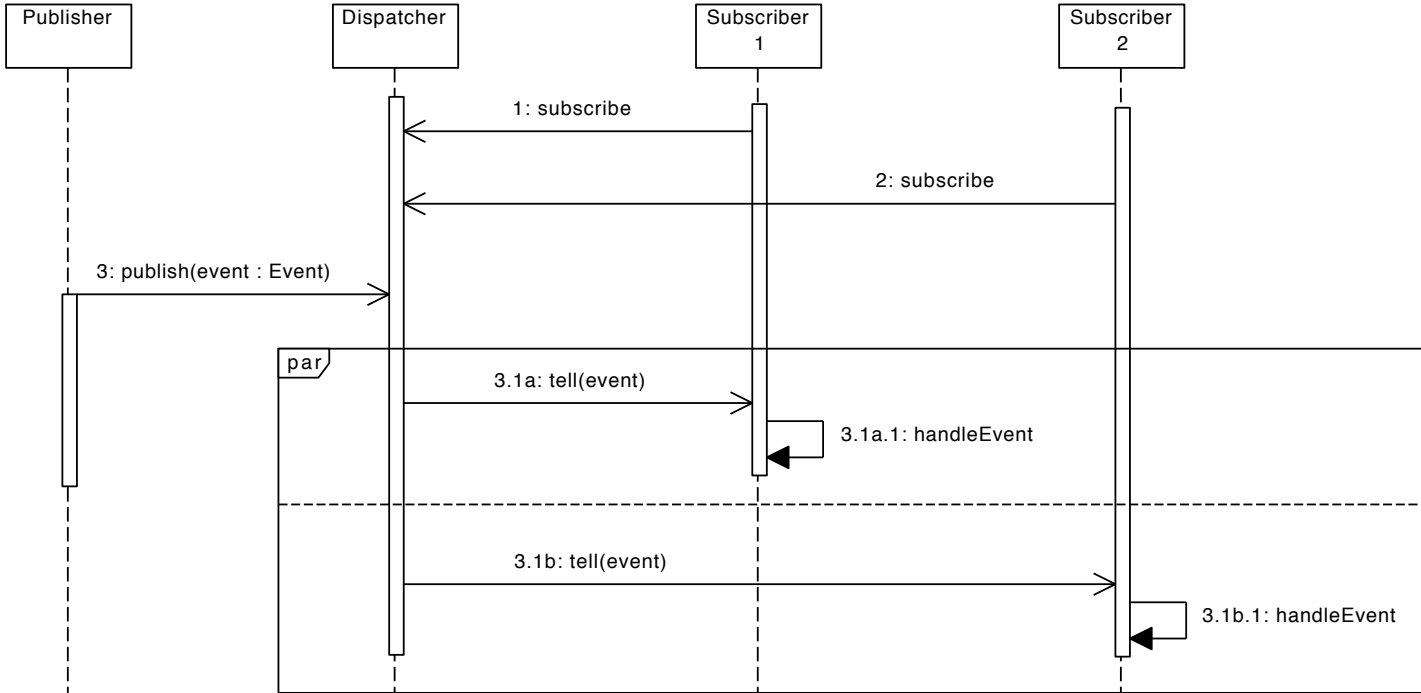 Publisher
Dispatcher
Subscriber
1
Subscriber
2
1: subscribe
2: subscribe
3: publish(event : Event)
par
3.1a: tell(event)
3.1a.1: handleEvent
3.1b: tell(event)
3.1b.1: handleEvent